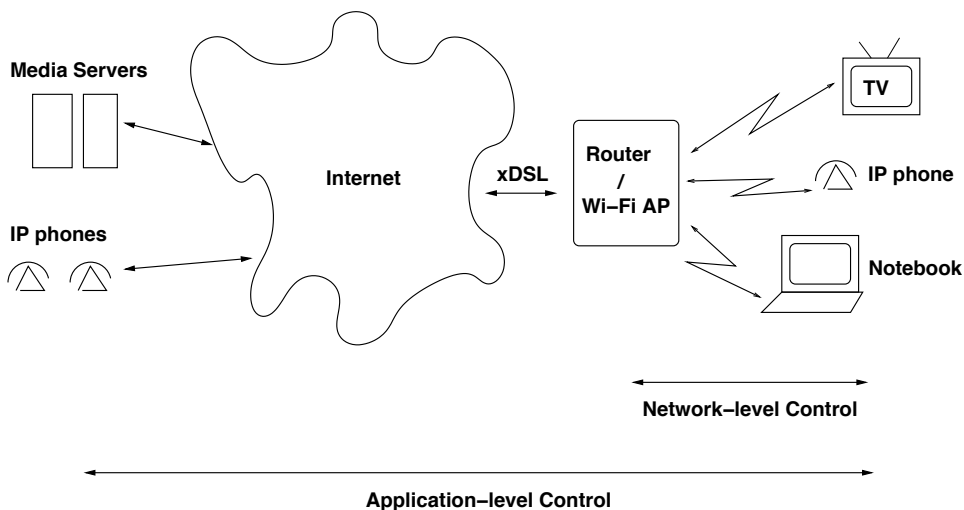 Media Servers
IP phones
Internet
xDSL
Router
/
Wi–Fi AP
TV
IP phone
Notebook
Network–level Control
Application–level Control